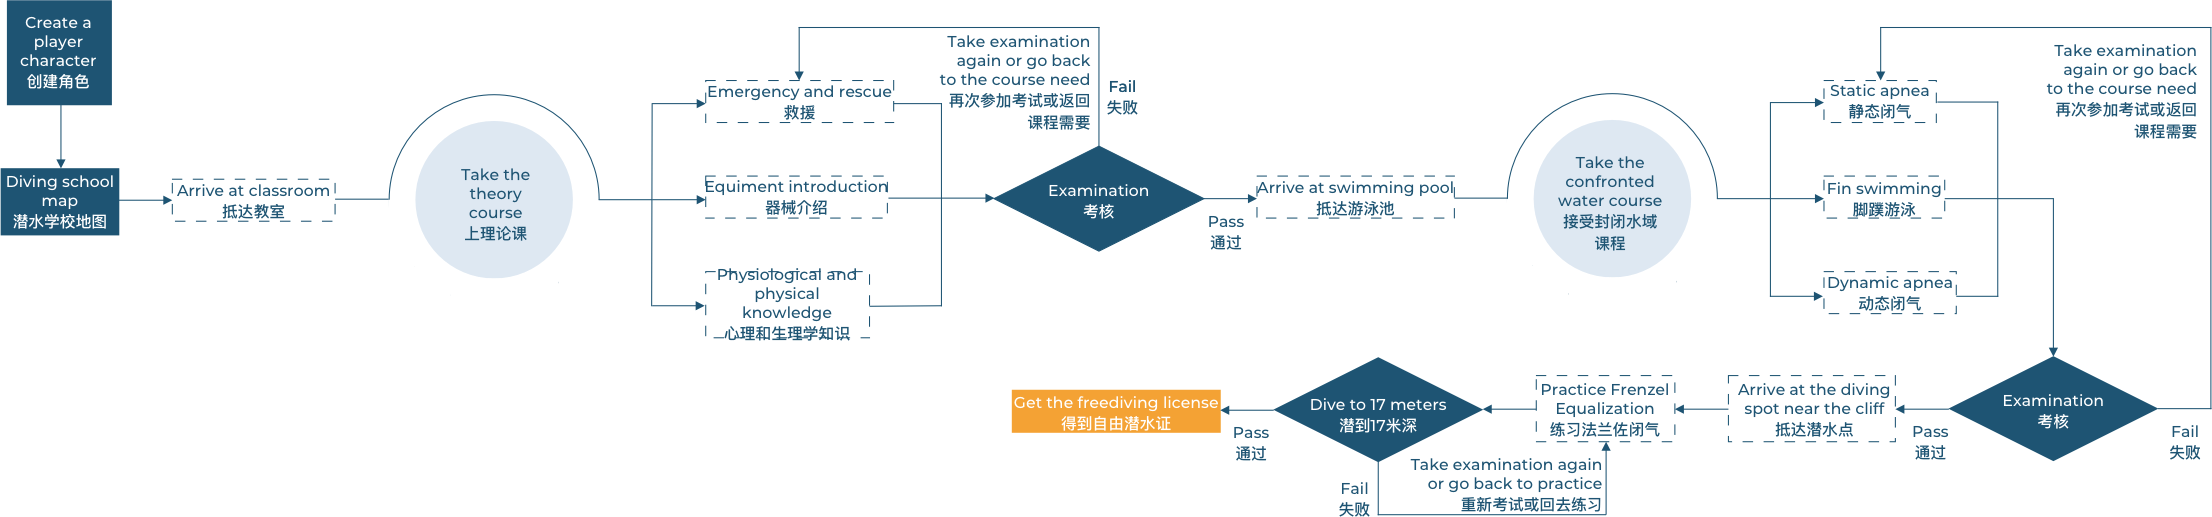 Create a
player
character
创建角色
Diving school
map
潜水学校地图
Arrive at classroom
抵达教室
Take the
theory
course
上理论课
Emergency and rescue
救援
Equiment introduction
器械介绍
Physiological and
physical
knowledge
心理和生理学知识
Take examination
again or go back
to the course need
再次参加考试或返回
课程需要
Fail
失败
Examination
考核
Pass
通过
Arrive at swimming pool
抵达游泳池
Take the
confronted
water course
接受封闭水域
课程
Static apnea
静态闭气
Fin swimming
脚蹼游泳
Dynamic apnea
动态闭气
Take examination
again or go back
to the course need
再次参加考试或返回
课程需要
Examination
考核
Fail
失败
Pass
通过
Arrive at the diving
spot near the cliff
抵达潜水点
Practice Frenzel
Equalization
练习法兰佐闭气
Dive to 17 meters
潜到17米深
Take examination again
or go back to practice
重新考试或回去练习
Fail
失败
Pass
通过
Get the freediving license
得到自由潜水证